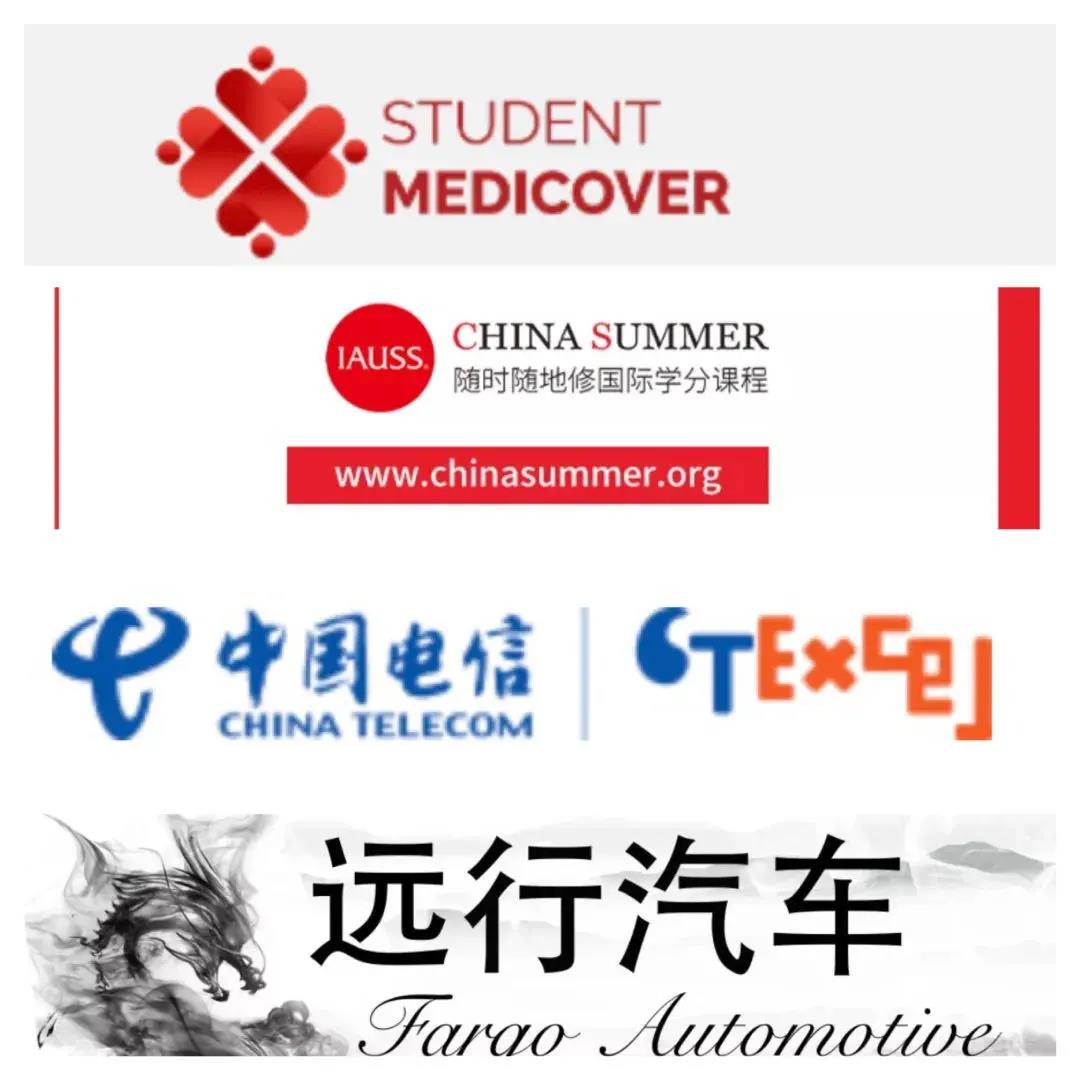 STUDENT
MEDICOVER
IAUSS®
CHINA SUMMER
随时随地修国际学分课程
www.chinasummer.org
中国电信
CHINA TELECOM
CTExcel
远行汽车
Fargo Automotive